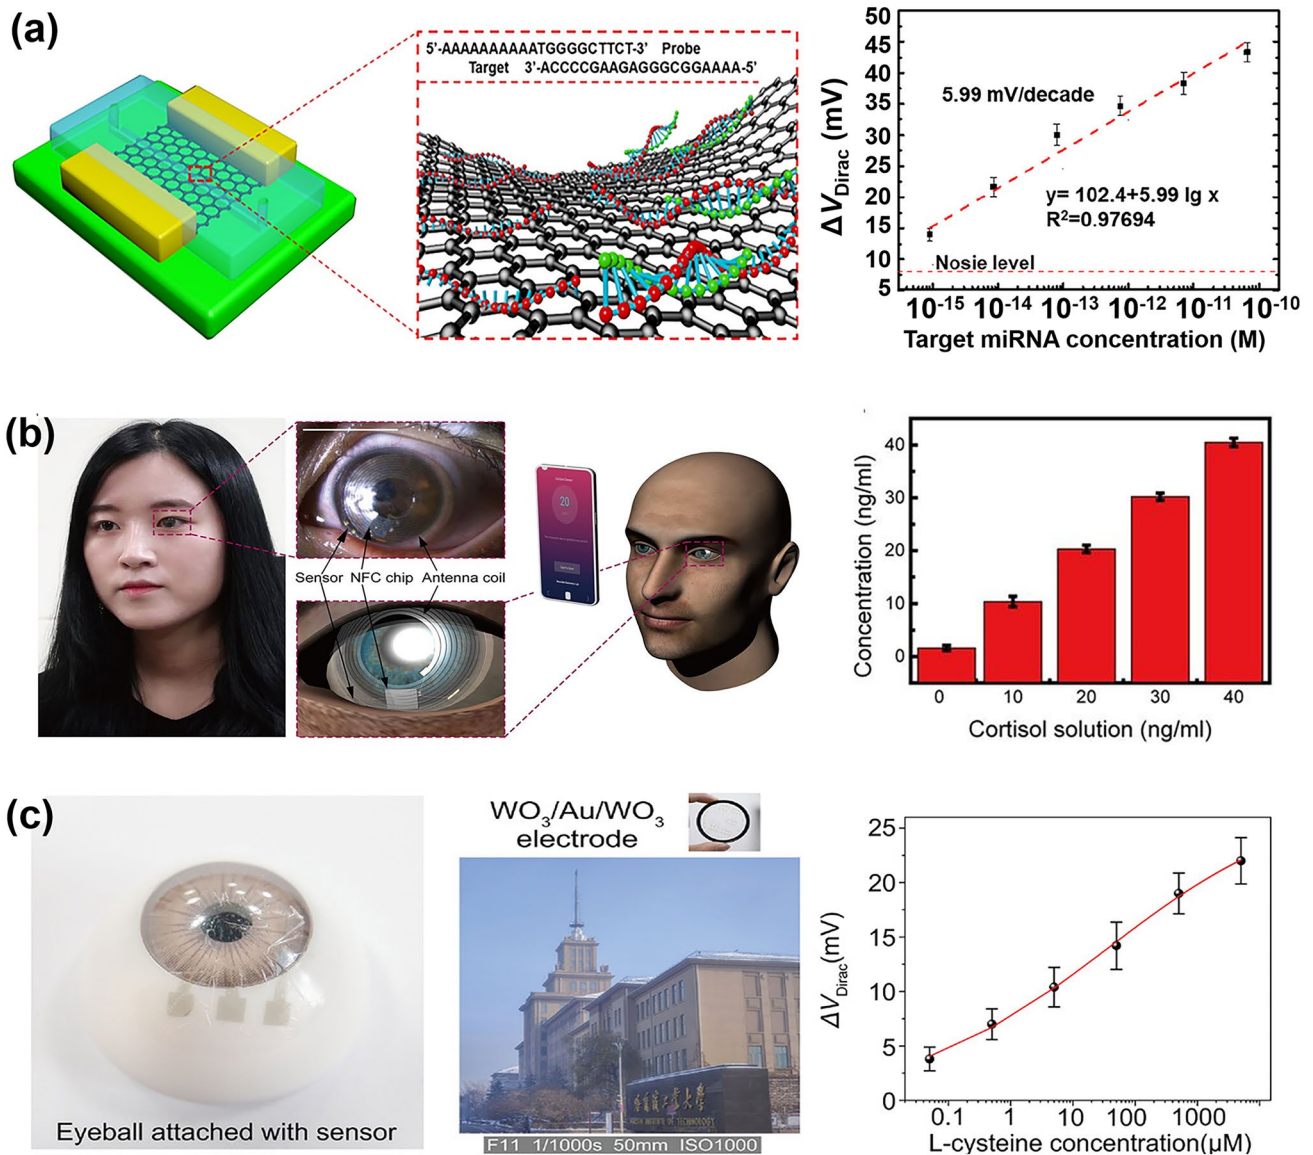 (a)
5'-AAAAAAAAAATGGGGCTTCT-3' Probe
Target 3'-ACCCCGAAGAGGGCGGAAAA-5'
50
45
40
35
30
25
20
15
10
5
ΔV_Dirac (mV)
5.99 mV/decade
y= 102.4+5.99 lg x
R²=0.97694
Nosie level
10⁻¹⁵ 10⁻¹⁴ 10⁻¹³ 10⁻¹² 10⁻¹¹ 10⁻¹⁰
Target miRNA concentration (M)
(b)
Sensor NFC chip Antenna coil
20
40
30
20
10
0
Concentration (ng/ml)
0 10 20 30 40
Cortisol solution (ng/ml)
(c)
Eyeball attached with sensor
WO₃/Au/WO₃
electrode
F11 1/1000s 50mm ISO1000
25
20
15
10
5
0
ΔV_Dirac(mV)
0.1 1 10 100 1000
L-cysteine concentration(μM)